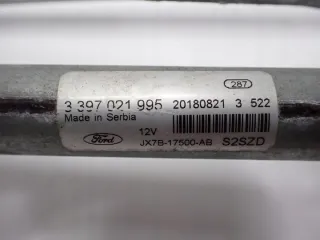 287
3 397 021 995 20180821 3 522
Made in Serbia
12V
Ford JX7B-17500-AB S2SZD